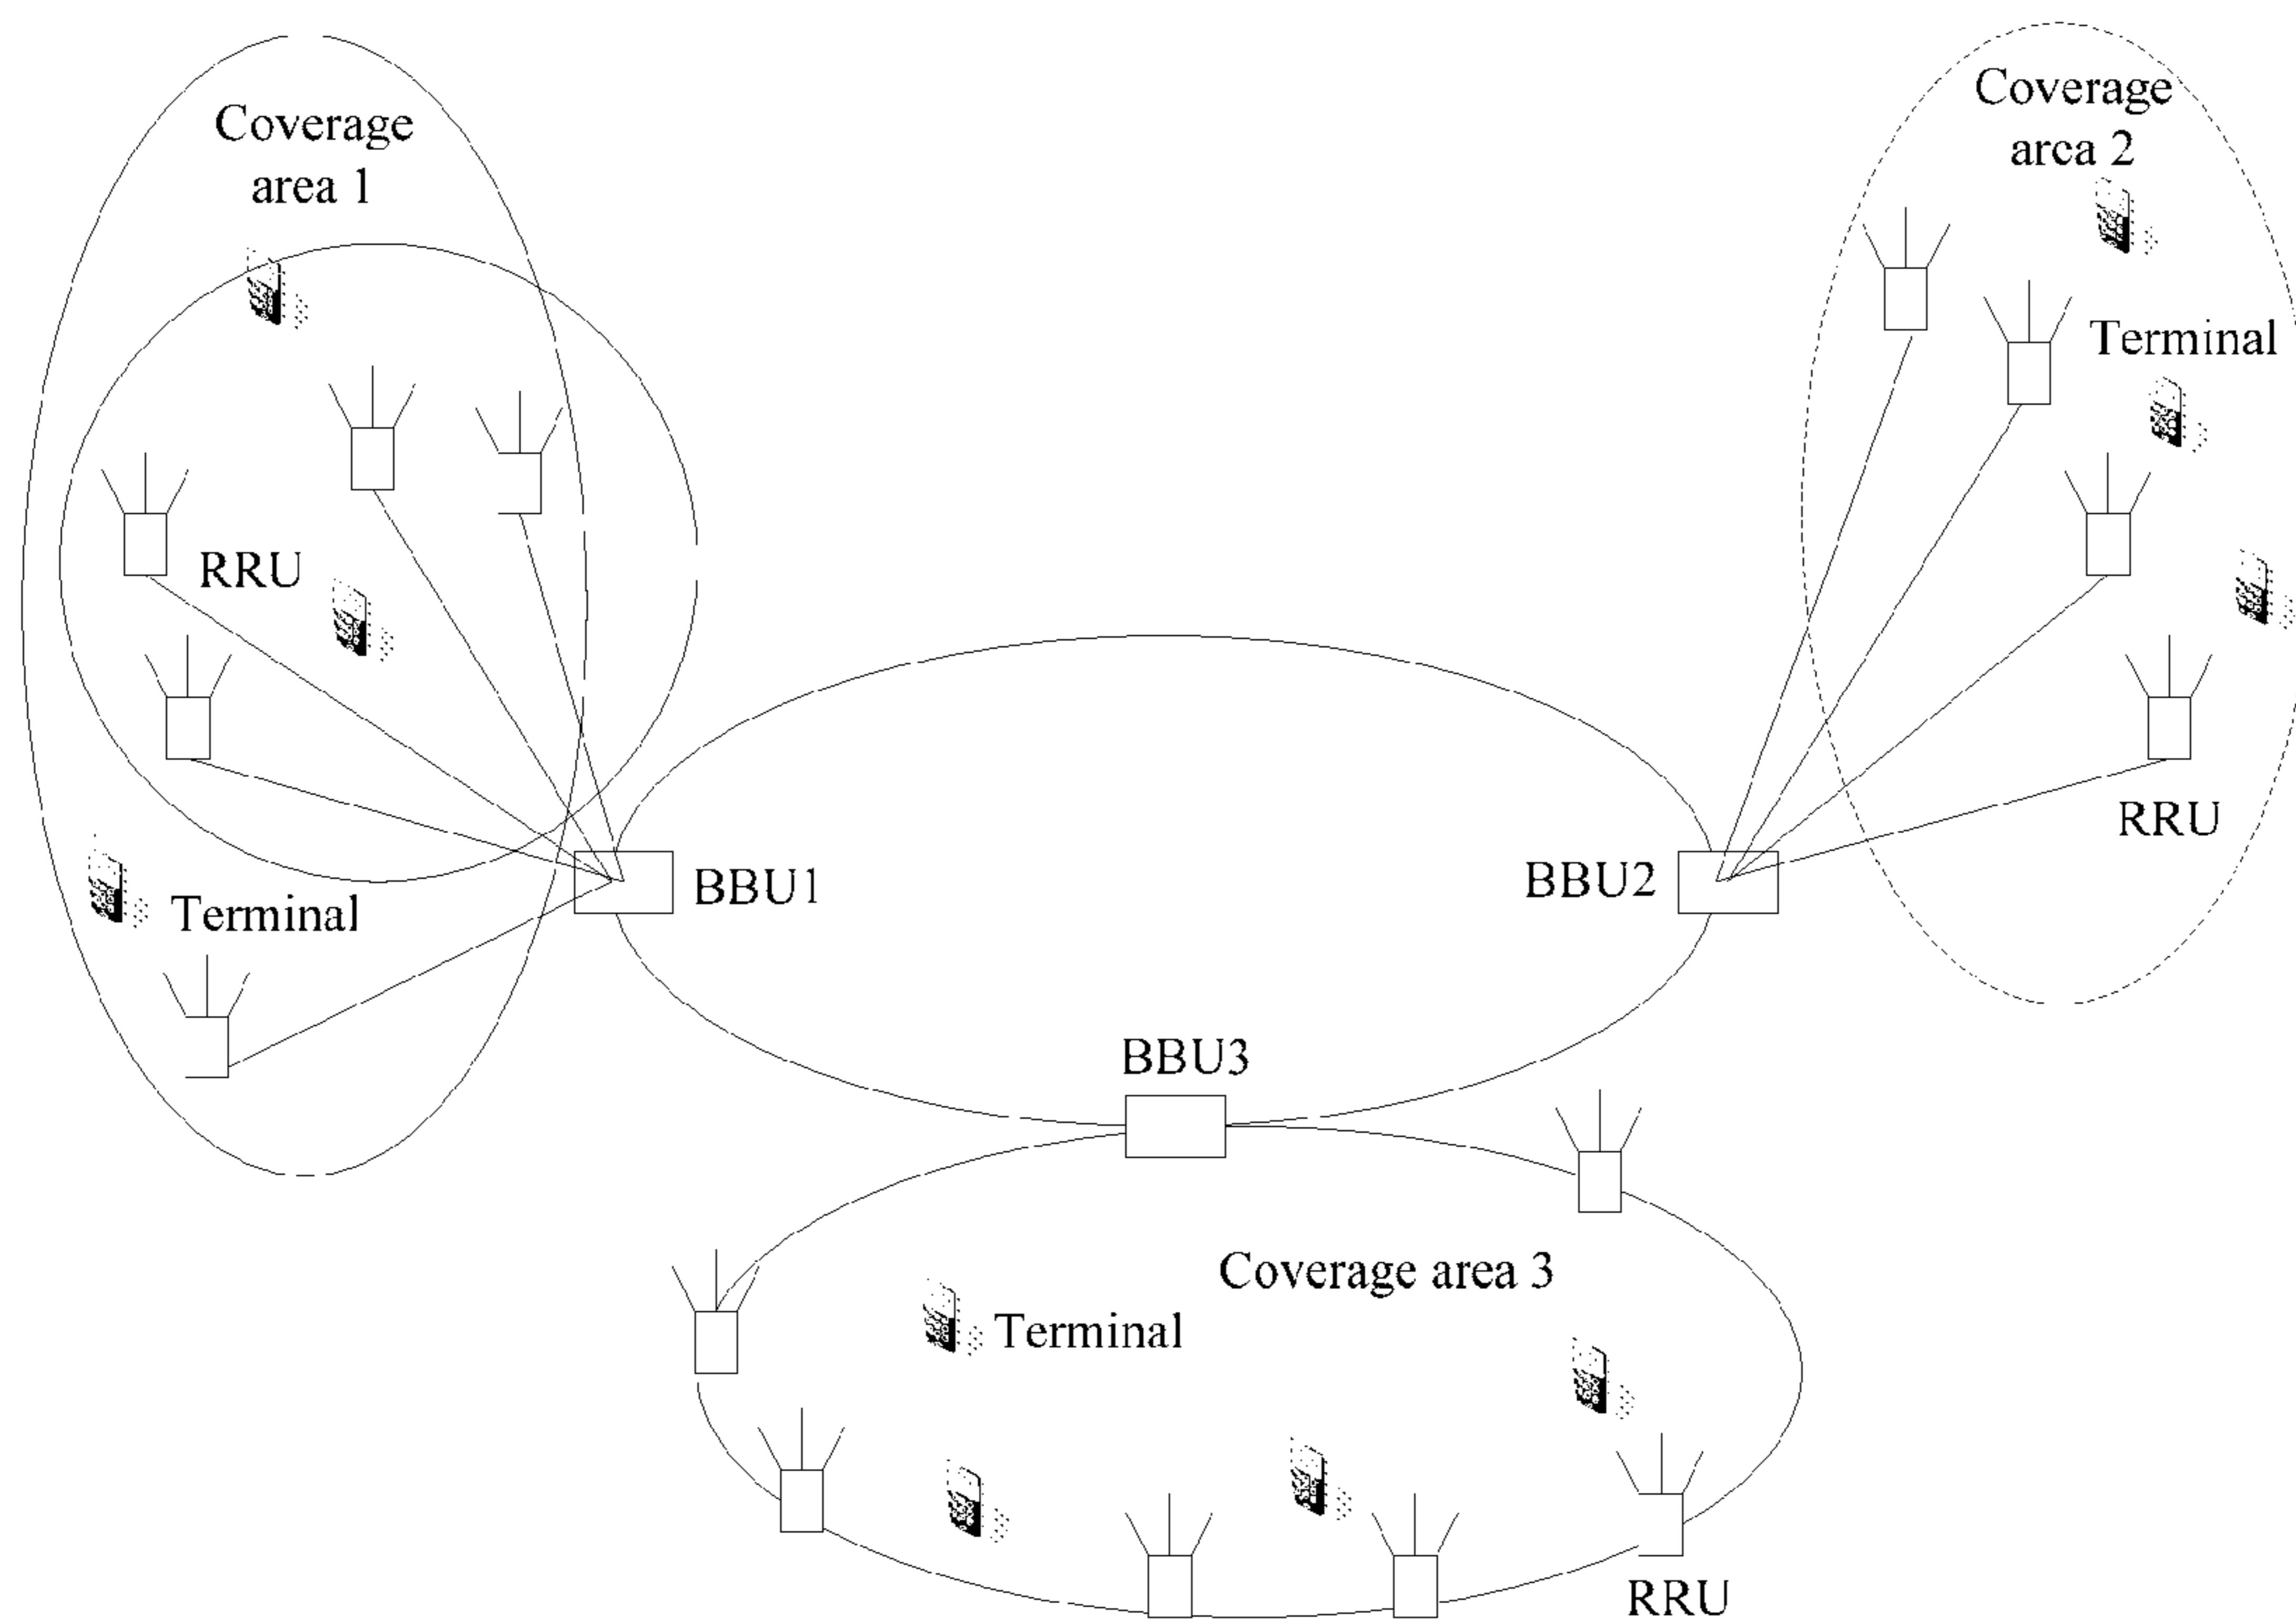 Coverage
area 1
Coverage
arca 2
Terminal
RRU
RRU
BBU1
BBU2
Terminal
BBU3
Coverage area 3
Terminal
RRU